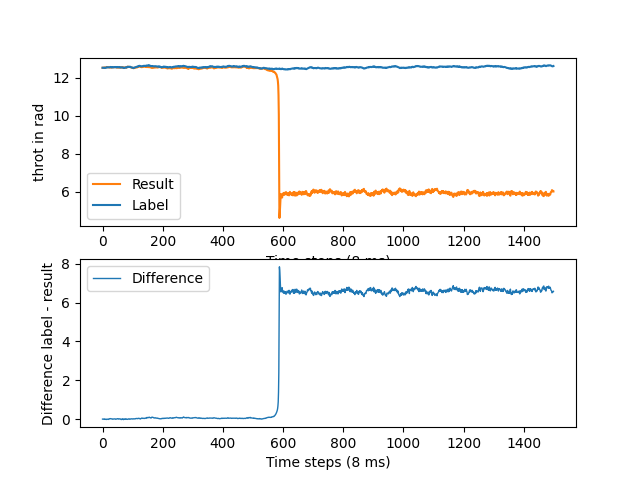 throt in rad
12
10
8
6
Result
Label
0 200 400 600 800 1000 1200 1400
Time steps (8 ms)
Difference label - result
8
6
4
2
0
Difference
0 200 400 600 800 1000 1200 1400
Time steps (8 ms)